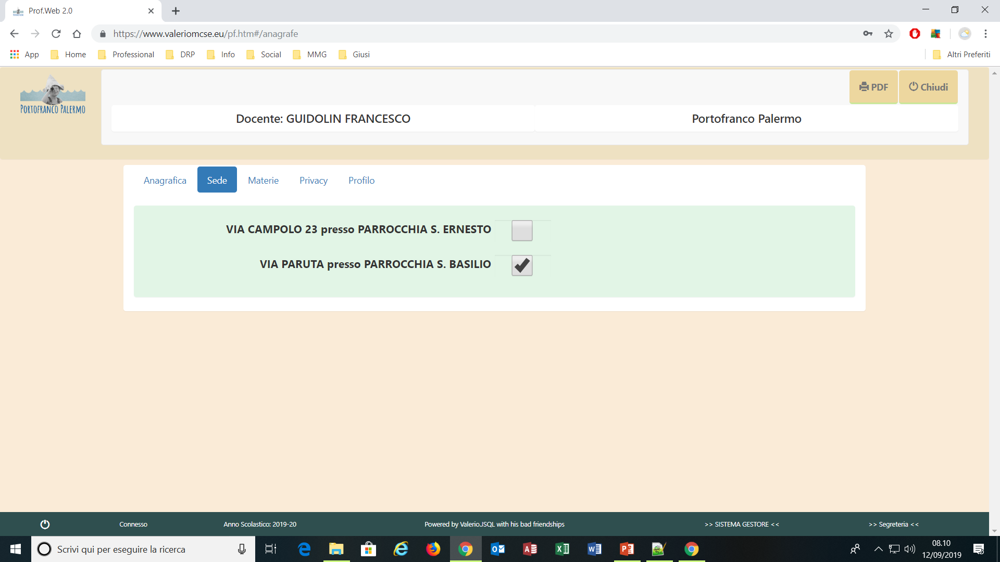 Prof.Web 2.0
https://www.valeriomcse.eu/pf.htm#/anagrafe
App Home Professional DRP Info Social MMG Giusi Altri Preferiti
PORTOFRANCO PALERMO
PDF Chiudi
Docente: GUIDOLIN FRANCESCO Portofranco Palermo
Anagrafica Sede Materie Privacy Profilo
VIA CAMPOLO 23 presso PARROCCHIA S. ERNESTO
VIA PARUTA presso PARROCCHIA S. BASILIO
Connesso Anno Scolastico: 2019-20 Powered by ValerioJSQL with his bad friendships >> SISTEMA GESTORE << >> Segreteria <<
Scrivi qui per eseguire la ricerca
08.10
12/09/2019